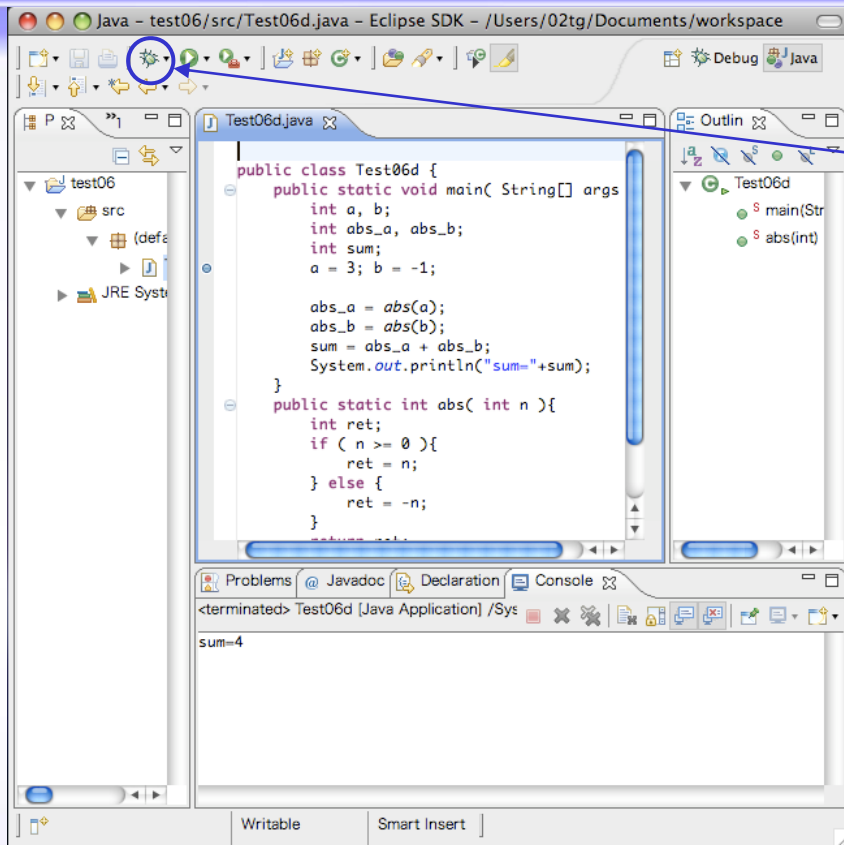 Java – test06/src/Test06d.java – Eclipse SDK – /Users/02tg/Documents/workspace
Debug Java
P
»1
Test06d.java
Outlin
test06
src
(defa
J
JRE Syste
public class Test06d {
public static void main( String[] args
int a, b;
int abs_a, abs_b;
int sum;
a = 3; b = -1;
abs_a = abs(a);
abs_b = abs(b);
sum = abs_a + abs_b;
System.out.println("sum="+sum);
}
public static int abs( int n ){
int ret;
if ( n >= 0 ){
ret = n;
} else {
ret = -n;
}
Test06d
main(Str
abs(int)
Problems @ Javadoc Declaration Console
<terminated> Test06d [Java Application] /Sys
sum=4
Writable Smart Insert